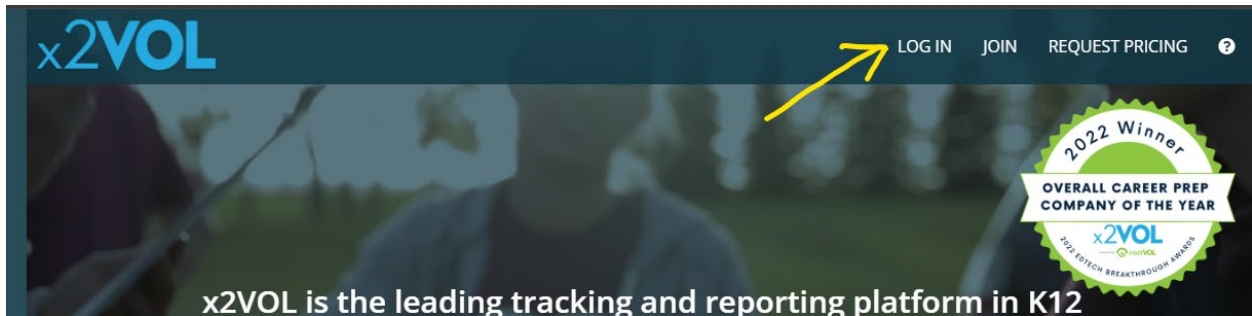 x2VOL
LOG IN JOIN REQUEST PRICING ?
2022 Winner
OVERALL CAREER PREP
COMPANY OF THE YEAR
x2VOL
intelliVOL
2022 EDTECH BREAKTHROUGH AWARDS
x2VOL is the leading tracking and reporting platform in K12